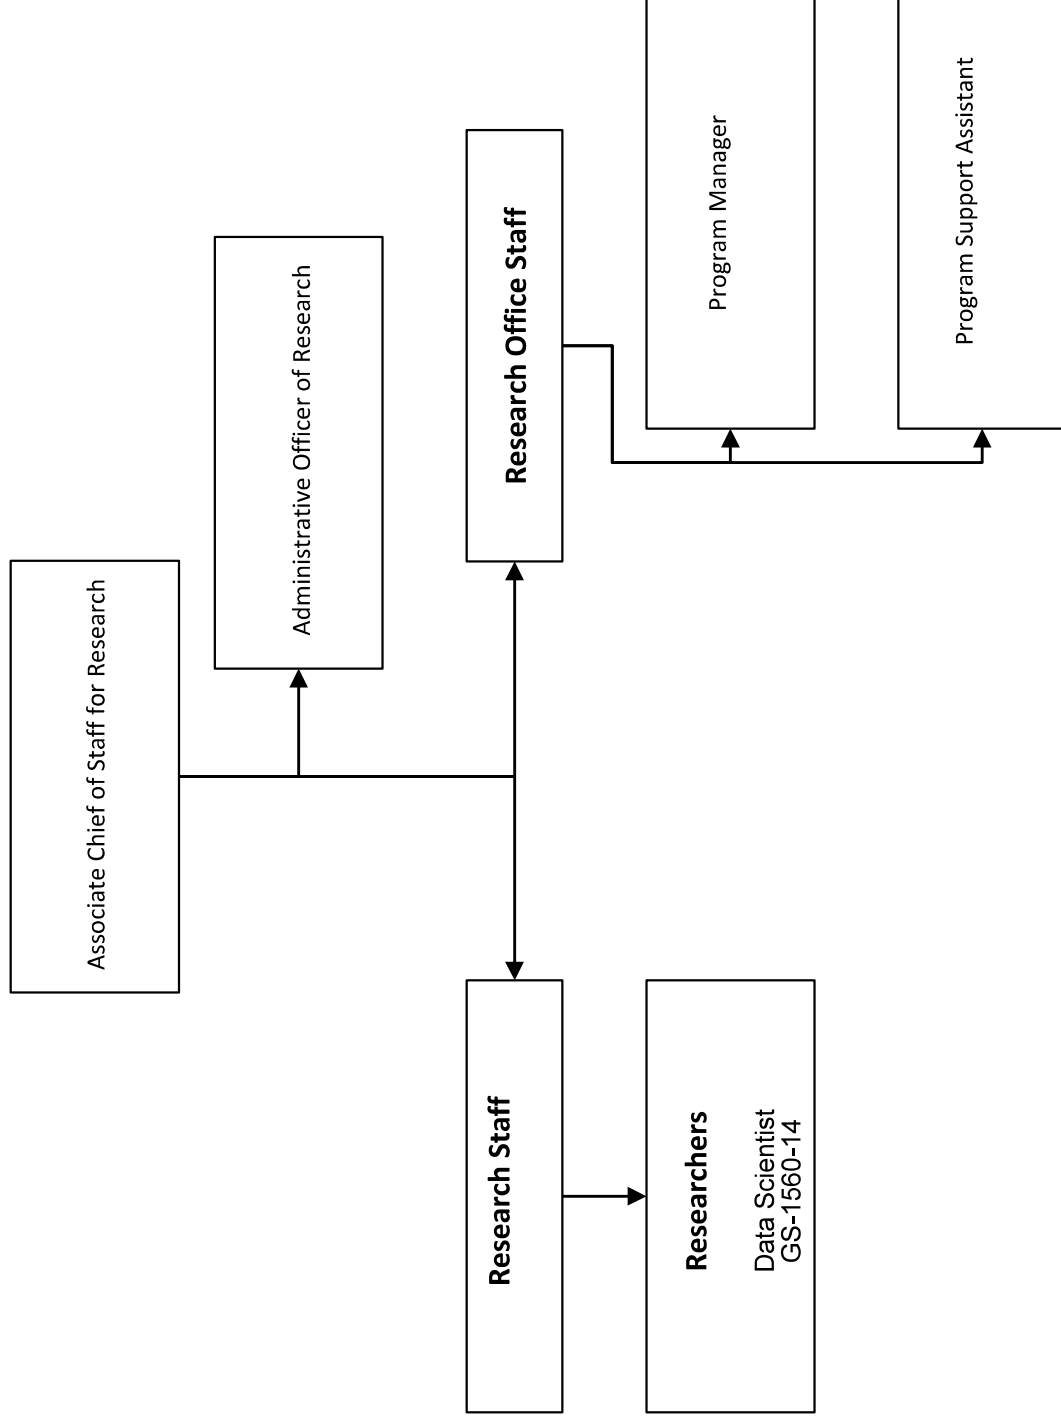 Associate Chief of Staff for Research
Administrative Officer of Research
Research Staff
Research Office Staff
Researchers
Data Scientist
GS-1560-14
Program Manager
Program Support Assistant